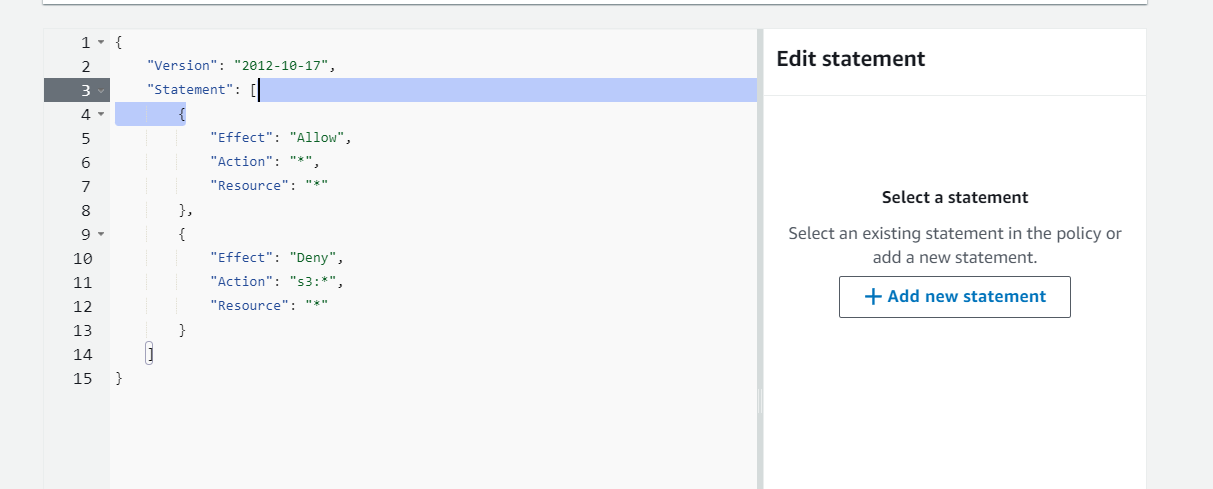 1 {
2     "Version": "2012-10-17",
3     "Statement": [
4         {
5             "Effect": "Allow",
6             "Action": "*",
7             "Resource": "*"
8         },
9         {
10             "Effect": "Deny",
11             "Action": "s3:*",
12             "Resource": "*"
13         }
14     ]
15 }
Edit statement
Select a statement
Select an existing statement in the policy or
add a new statement.
+ Add new statement